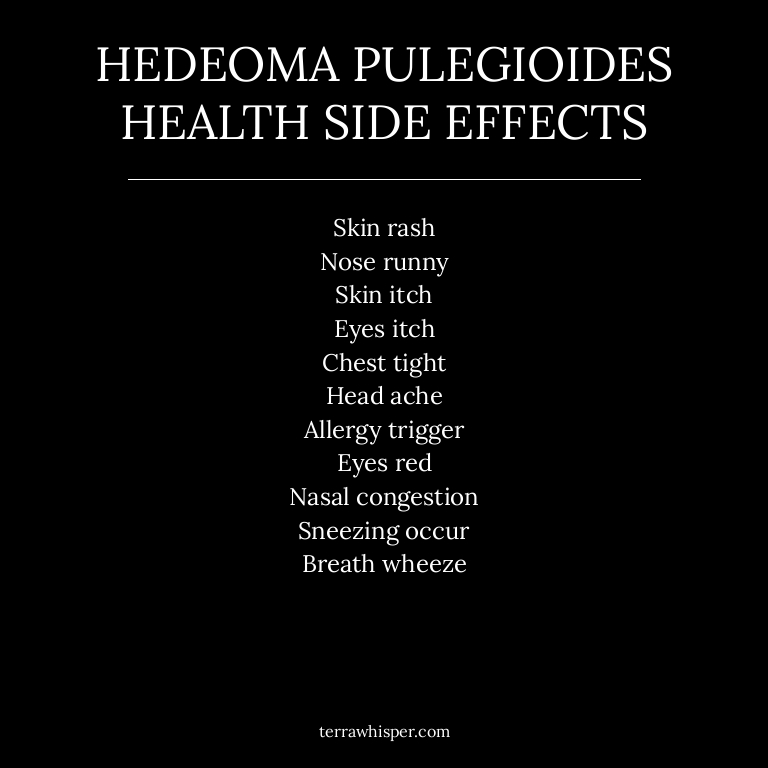 HEDEOMA PULEGIOIDES
HEALTH SIDE EFFECTS
Skin rash
Nose runny
Skin itch
Eyes itch
Chest tight
Head ache
Allergy trigger
Eyes red
Nasal congestion
Sneezing occur
Breath wheeze
terrawhisper.com